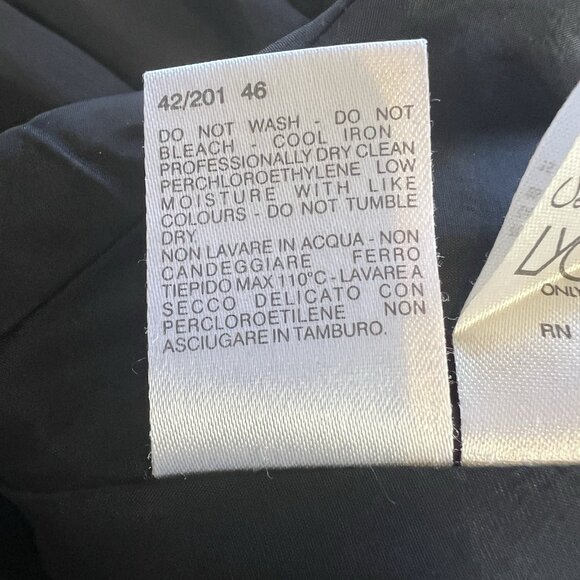 42/201 46
DO NOT WASH - DO NOT
BLEACH - COOL IRON
PROFESSIONALLY DRY CLEAN
PERCHLOROETHYLENE LOW
MOISTURE WITH LIKE
COLOURS - DO NOT TUMBLE
DRY.
NON LAVARE IN ACQUA - NON
CANDEGGIARE FERRO
TIEPIDO MAX 110°C - LAVARE A
SECCO DELICATO CON
PERCLOROETILENE NON
ASCIUGARE IN TAMBURO.
ONLY
RN